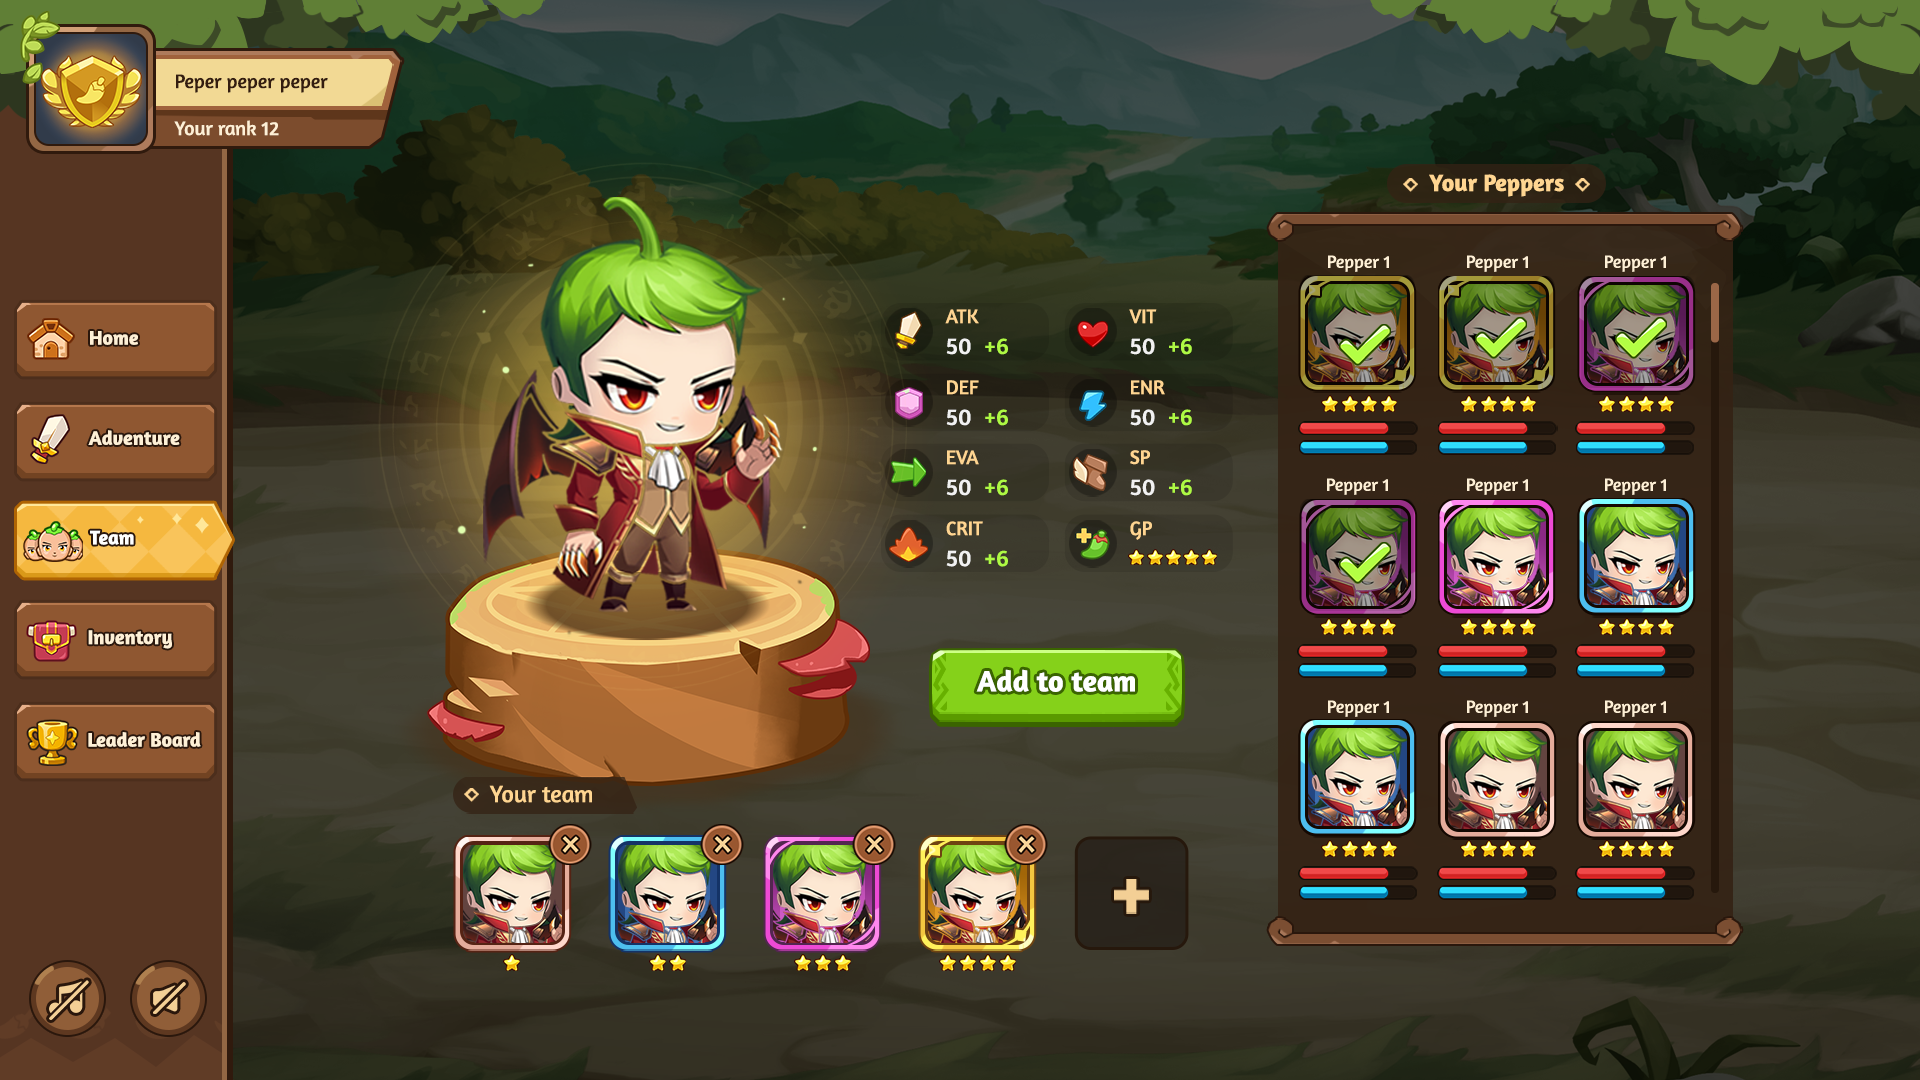 Peper peper peper
Your rank 12
Home
Adventure
Team
Inventory
Leader Board
ATK
50 +6
VIT
50 +6
DEF
50 +6
ENR
50 +6
EVA
50 +6
SP
50 +6
CRIT
50 +6
GP
Add to team
Your team
Your Peppers
Pepper 1
Pepper 1
Pepper 1
Pepper 1
Pepper 1
Pepper 1
Pepper 1
Pepper 1
Pepper 1